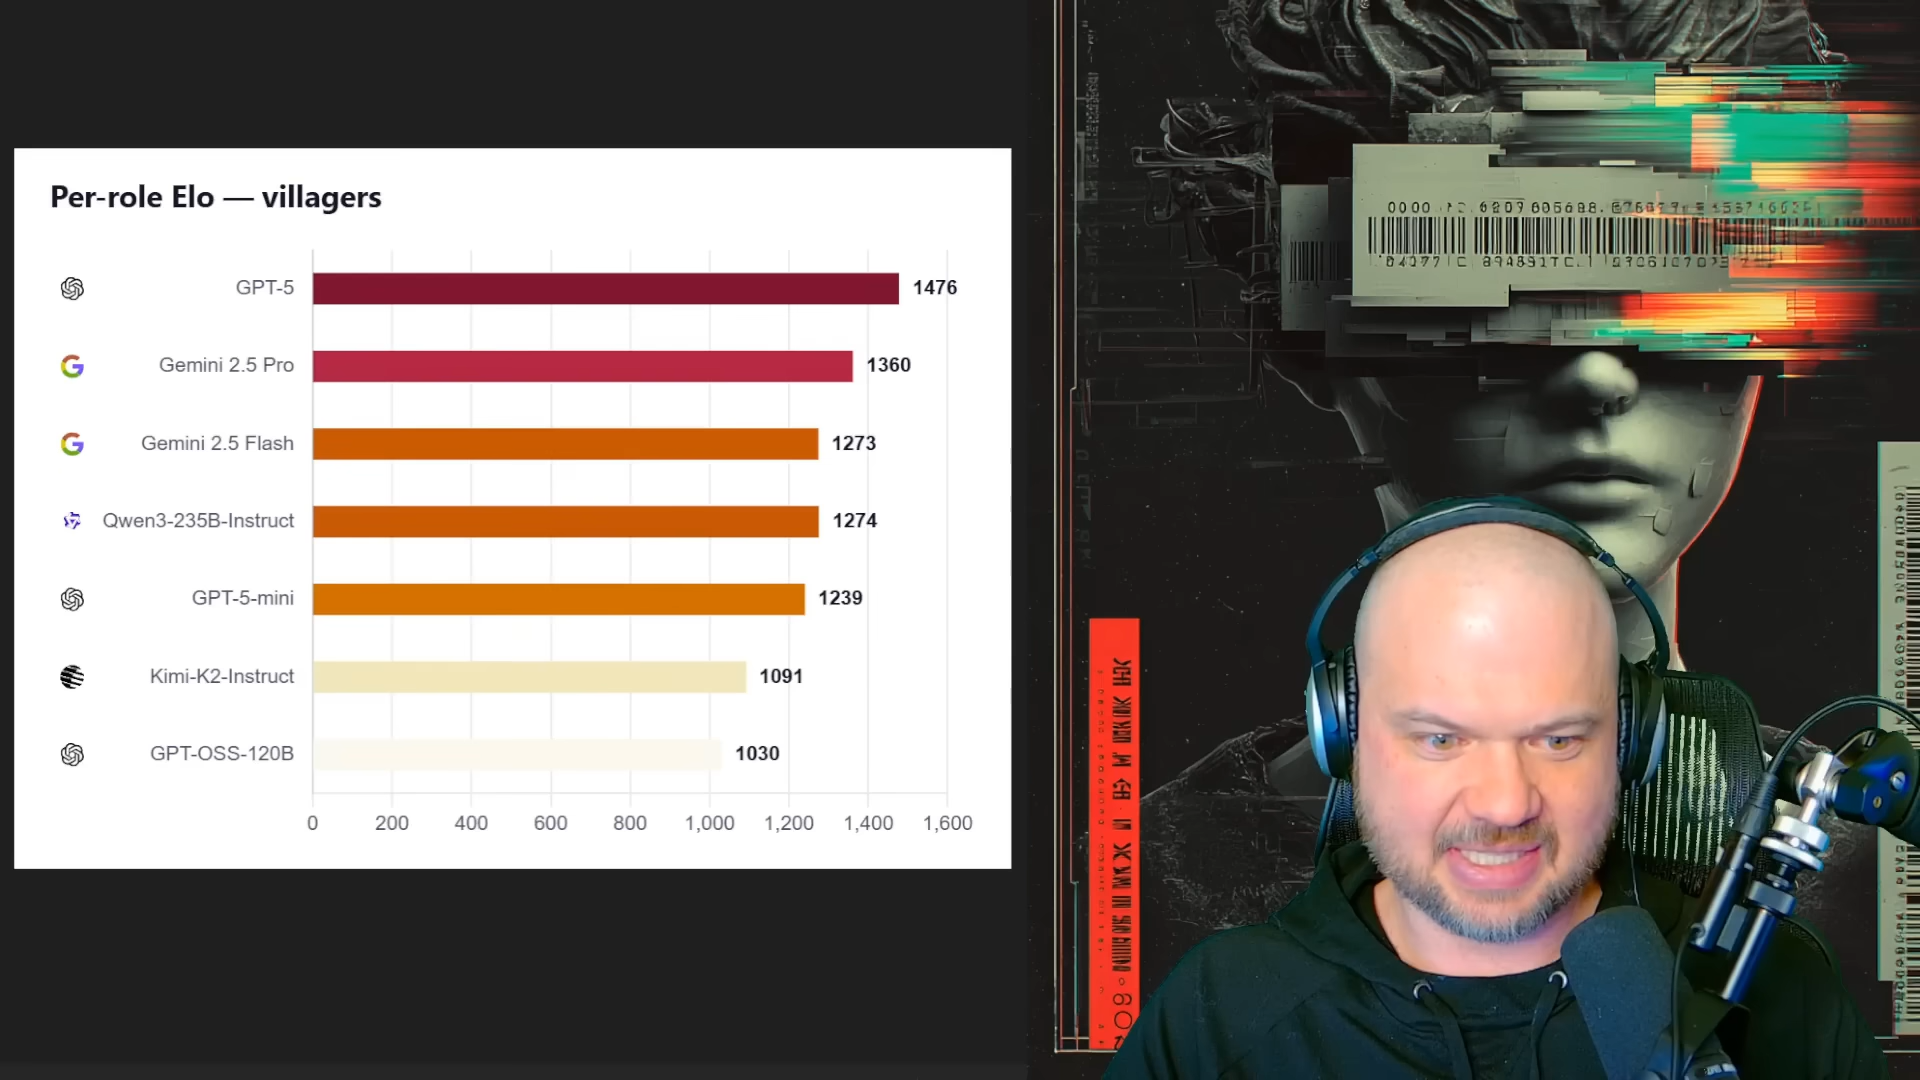 Per-role Elo — villagers
GPT-5 1476
Gemini 2.5 Pro 1360
Gemini 2.5 Flash 1273
Qwen3-235B-Instruct 1274
GPT-5-mini 1239
Kimi-K2-Instruct 1091
GPT-OSS-120B 1030
0 200 400 600 800 1,000 1,200 1,400 1,600